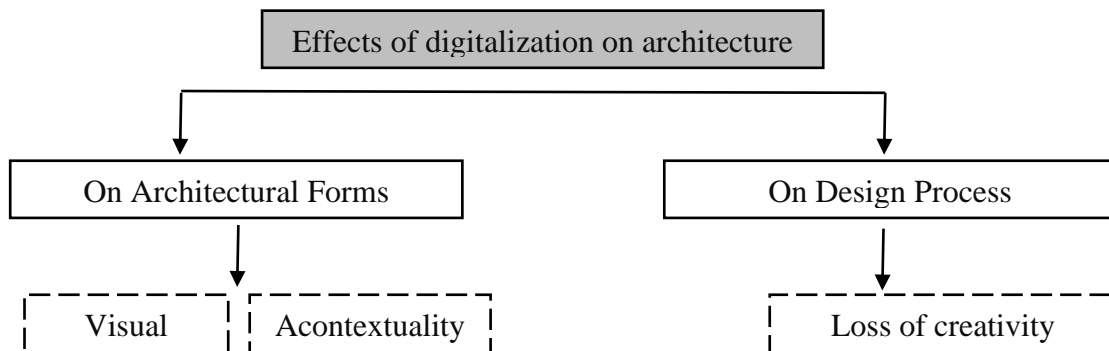 Effects of digitalization on architecture
On Architectural Forms
On Design Process
Visual
Acontextuality
Loss of creativity